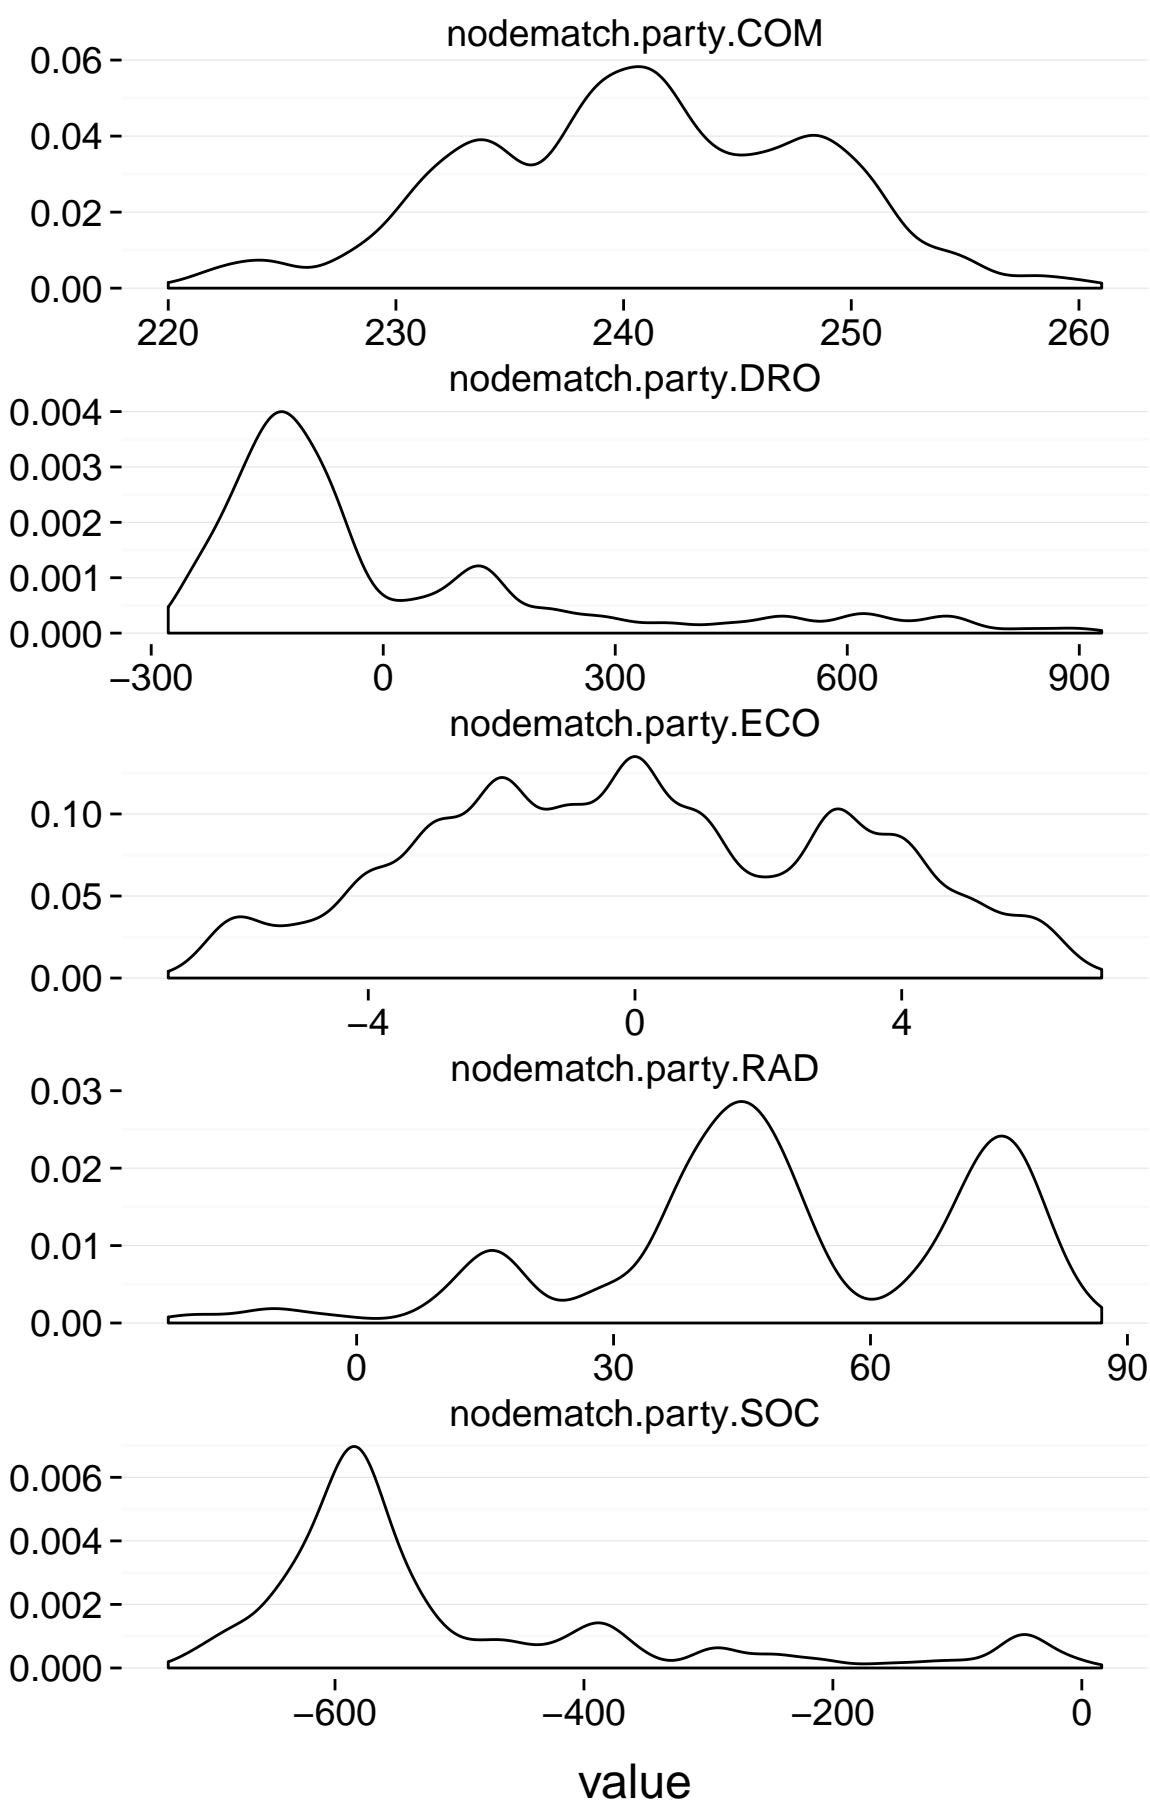 nodematch.party.COM
0.06
0.04
0.02
0.00
220 230 240 250 260
nodematch.party.DRO
0.004
0.003
0.002
0.001
0.000
−300 0 300 600 900
nodematch.party.ECO
0.10
0.05
0.00
−4 0 4
nodematch.party.RAD
0.03
0.02
0.01
0.00
0 30 60 90
nodematch.party.SOC
0.006
0.004
0.002
0.000
−600 −400 −200 0
value